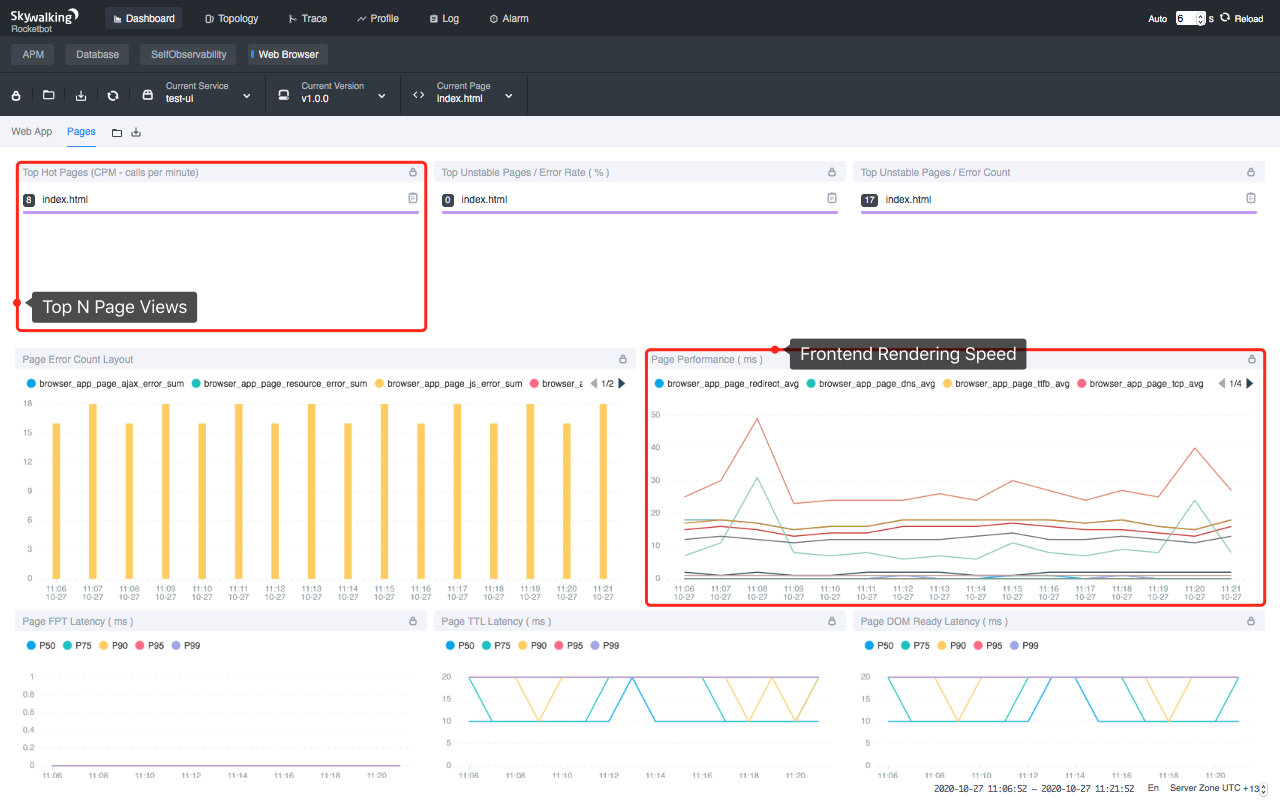 Skywalking
Rocketbot
Dashboard Topology Trace Profile Log Alarm
Auto 6 s Reload
APM Database SelfObservability Web Browser
Current Service
test-ui
Current Version
v1.0.0
Current Page
index.html
Web App Pages
Top Hot Pages (CPM - calls per minute)
8 index.html
Top Unstable Pages / Error Rate ( % )
0 index.html
Top Unstable Pages / Error Count
17 index.html
Top N Page Views
Page Error Count Layout
browser_app_page_ajax_error_sum browser_app_page_resource_error_sum browser_app_page_js_error_sum browser_a 1/2
18
15
12
9
6
3
0
11:06 11:07 11:08 11:09 11:10 11:11 11:12 11:13 11:14 11:15 11:16 11:17 11:18 11:19 11:20 11:21
10-27 10-27 10-27 10-27 10-27 10-27 10-27 10-27 10-27 10-27 10-27 10-27 10-27 10-27 10-27 10-27
Page Performance ( ms )
Frontend Rendering Speed
browser_app_page_redirect_avg browser_app_page_dns_avg browser_app_page_ttfb_avg browser_app_page_tcp_avg 1/4
50
40
30
20
10
0
11:06 11:07 11:08 11:09 11:10 11:11 11:12 11:13 11:14 11:15 11:16 11:17 11:18 11:19 11:20 11:21
10-27 10-27 10-27 10-27 10-27 10-27 10-27 10-27 10-27 10-27 10-27 10-27 10-27 10-27 10-27 10-27
Page FPT Latency ( ms )
P50 P75 P90 P95 P99
1
0.8
0.6
0.4
0.2
0
11:06 11:08 11:10 11:12 11:14 11:16 11:18 11:20
Page TTL Latency ( ms )
P50 P75 P90 P95 P99
20
15
10
5
0
11:06 11:08 11:10 11:12 11:14 11:16 11:18 11:20
Page DOM Ready Latency ( ms )
P50 P75 P90 P95 P99
20
15
10
5
0
11:06 11:08 11:10 11:12 11:14 11:16 11:18 11:20
2020-10-27 11:06:52 ~ 2020-10-27 11:21:52 En Server Zone UTC +13